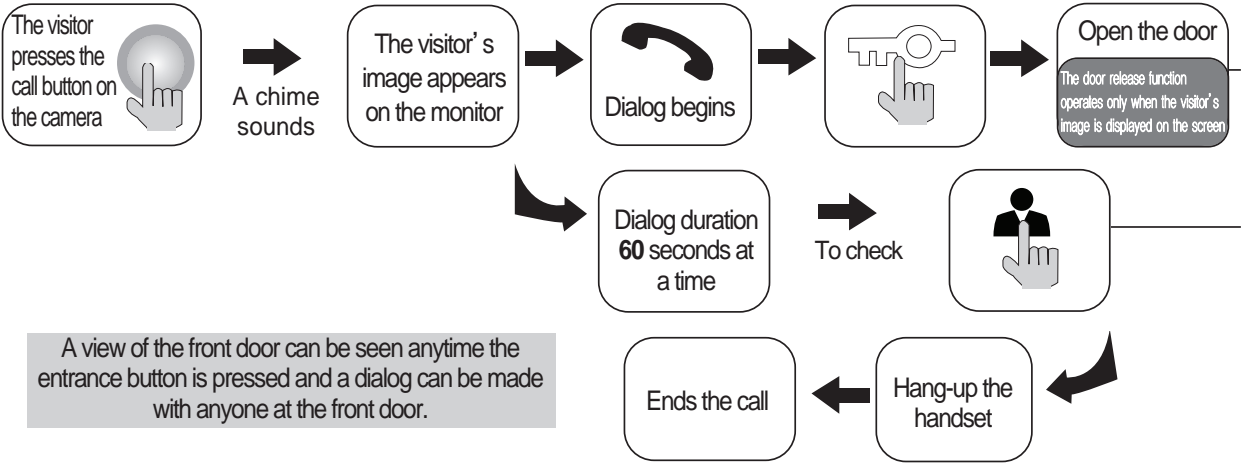 The visitor
presses the
call button on
the camera
A chime
sounds
The visitor's
image appears
on the monitor
Dialog begins
Open the door
The door release function
operates only when the visitor's
image is displayed on the screen
Dialog duration
60 seconds at
a time
To check
A view of the front door can be seen anytime the
entrance button is pressed and a dialog can be made
with anyone at the front door.
Hang-up the
handset
Ends the call